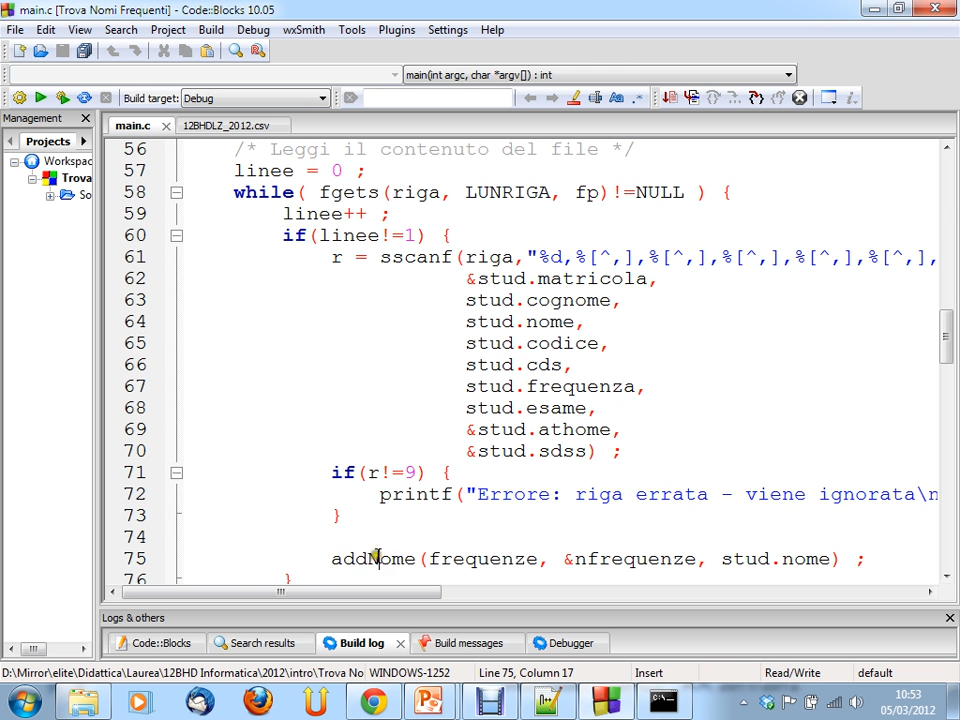 main.c [Trova Nomi Frequenti] - Code::Blocks 10.05
File Edit View Search Project Build Debug wxSmith Tools Plugins Settings Help
main(int argc, char *argv[]) : int
Build target: Debug
Management
Projects
Workspac
Trova
So
main.c 12BHDLZ_2012.csv
56 /* Leggi il contenuto del file */
57 linee = 0 ;
58 while( fgets(riga, LUNRIGA, fp)!=NULL ) {
59 linee++ ;
60 if(linee!=1) {
61 r = sscanf(riga,"%d,%[^,],%[^,],%[^,],%[^,],%[^,],
62 &stud.matricola,
63 stud.cognome,
64 stud.nome,
65 stud.codice,
66 stud.cds,
67 stud.frequenza,
68 stud.esame,
69 &stud.athome,
70 &stud.sdss) ;
71 if(r!=9) {
72 printf("Errore: riga errata - viene ignorata\n
73 }
74
75 addNome(frequenze, &nfrequenze, stud.nome) ;
76 }
Logs & others
Code::Blocks Search results Build log Build messages Debugger
D:\Mirror\elite\Didattica\Laurea\12BHD Informatica\2012\intro\Trova No WINDOWS-1252 Line 75, Column 17 Insert Read/Write default
10:53
05/03/2012